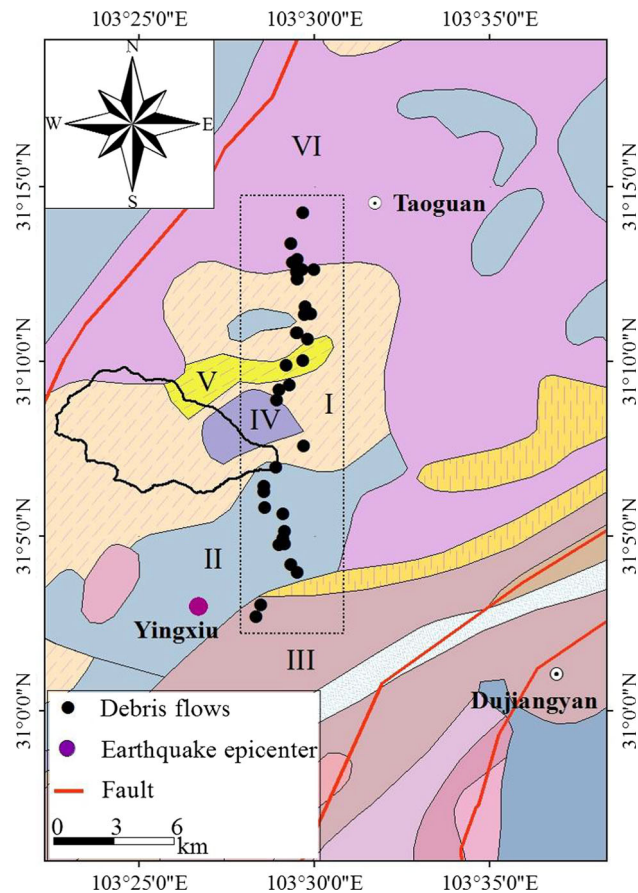 103°25'0"E 103°30'0"E 103°35'0"E
N
W E
S
VI
31°15'0"N 31°15'0"N
Taoguan
31°10'0"N 31°10'0"N
V
IV I
31°5'0"N 31°5'0"N
II
Yingxiu
III
Dujiangyan
31°0'0"N 31°0'0"N
Debris flows
Earthquake epicenter
Fault
0 3 6
km
103°25'0"E 103°30'0"E 103°35'0"E